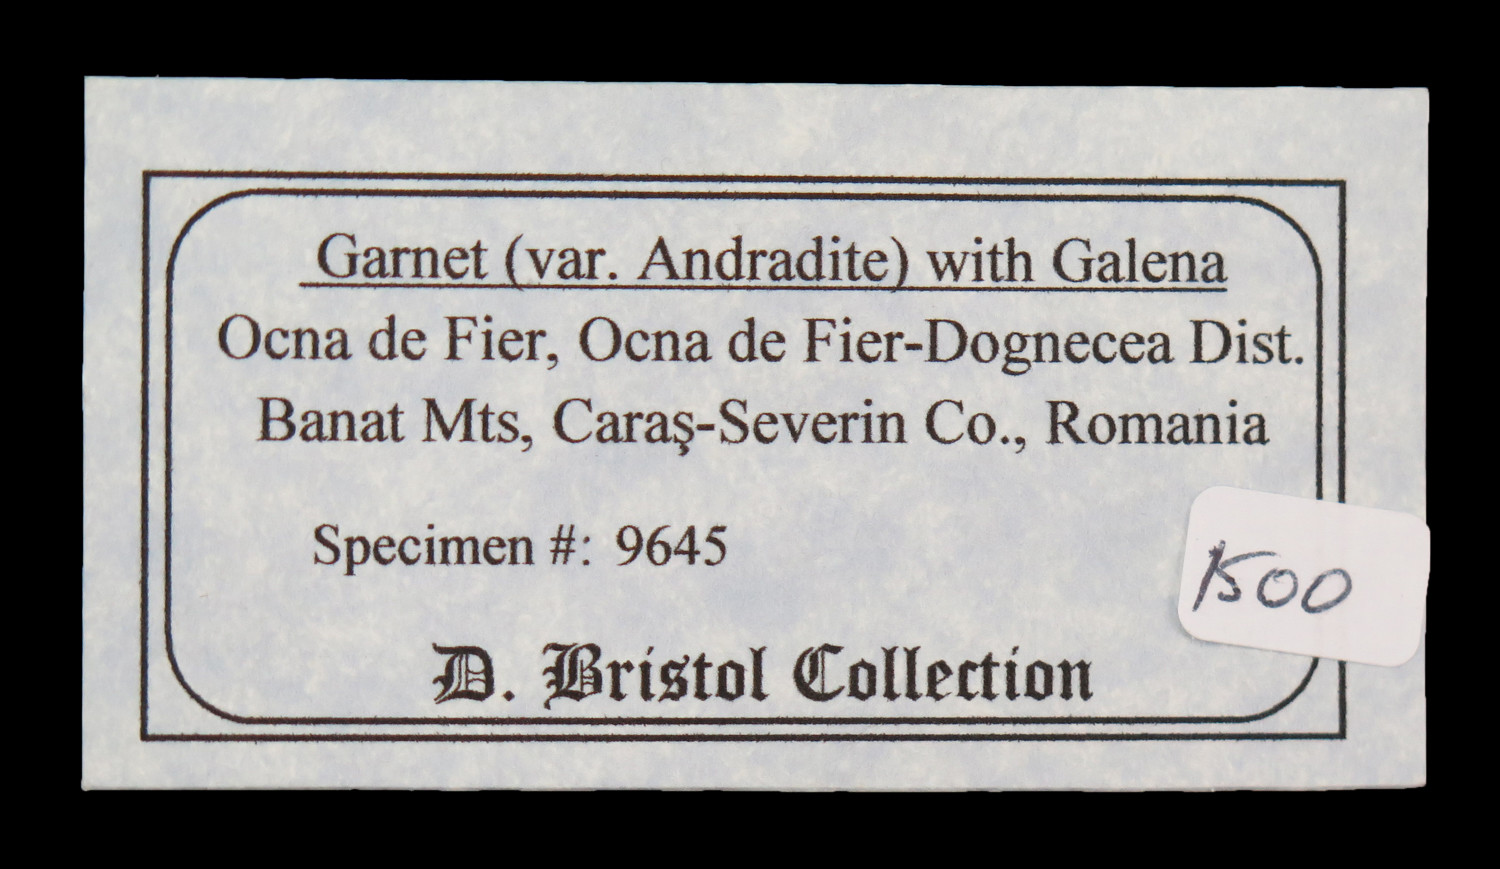 Garnet (var. Andradite) with Galena
Ocna de Fier, Ocna de Fier-Dognecea Dist.
Banat Mts, Caraş-Severin Co., Romania
Specimen #: 9645
1500
D. Bristol Collection